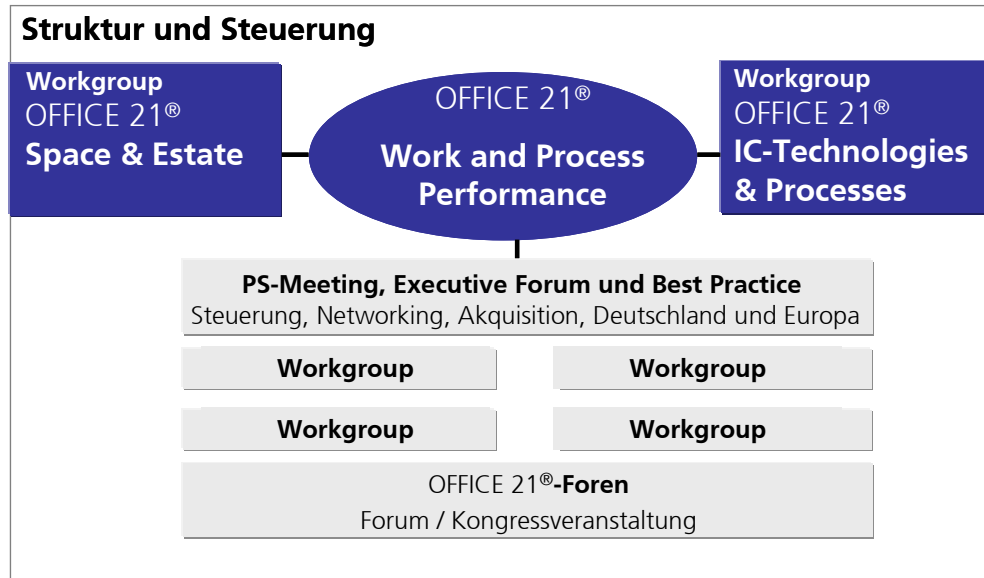 Struktur und Steuerung
Workgroup
OFFICE 21®
Space & Estate
OFFICE 21®
Work and Process
Performance
Workgroup
OFFICE 21®
IC-Technologies
& Processes
PS-Meeting, Executive Forum und Best Practice
Steuerung, Networking, Akquisition, Deutschland und Europa
Workgroup
Workgroup
Workgroup
Workgroup
OFFICE 21®-Foren
Forum / Kongressveranstaltung